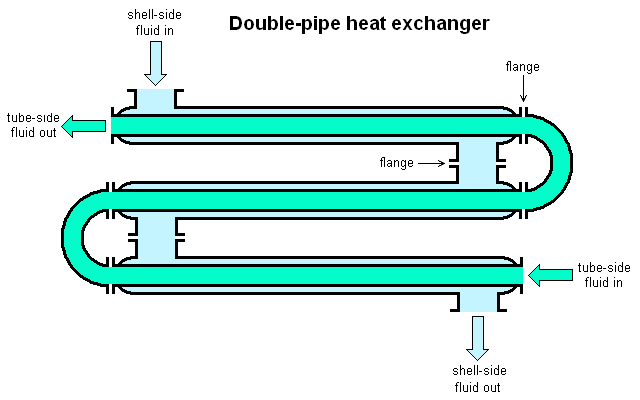 shell-side
fluid in
Double-pipe heat exchanger
flange
tube-side
fluid out
flange
tube-side
fluid in
shell-side
fluid out